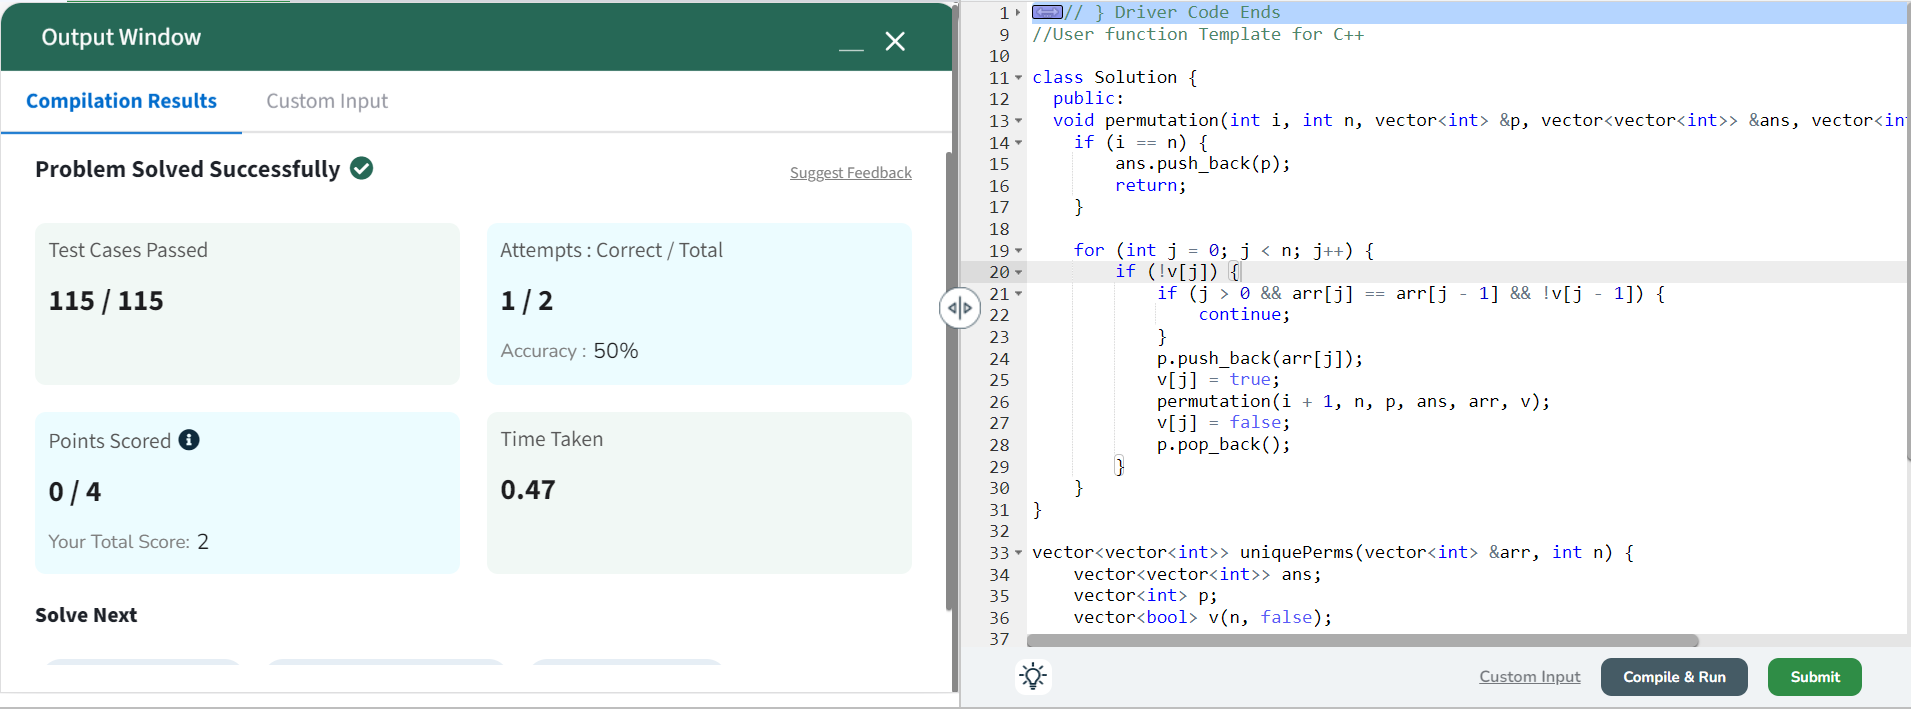 Output Window
Compilation Results
Custom Input
Problem Solved Successfully
Suggest Feedback
Test Cases Passed
115 / 115
Attempts : Correct / Total
1 / 2
Accuracy : 50%
Points Scored
0 / 4
Your Total Score: 2
Time Taken
0.47
Solve Next
1 // } Driver Code Ends
9 //User function Template for C++
10
11 class Solution {
12   public:
13   void permutation(int i, int n, vector<int> &p, vector<vector<int>> &ans, vector<in
14     if (i == n) {
15         ans.push_back(p);
16         return;
17     }
18
19     for (int j = 0; j < n; j++) {
20         if (!v[j]) {
21             if (j > 0 && arr[j] == arr[j - 1] && !v[j - 1]) {
22                 continue;
23             }
24             p.push_back(arr[j]);
25             v[j] = true;
26             permutation(i + 1, n, p, ans, arr, v);
27             v[j] = false;
28             p.pop_back();
29         }
30     }
31 }
32
33 vector<vector<int>> uniquePerms(vector<int> &arr, int n) {
34     vector<vector<int>> ans;
35     vector<int> p;
36     vector<bool> v(n, false);
37
Custom Input
Compile & Run
Submit